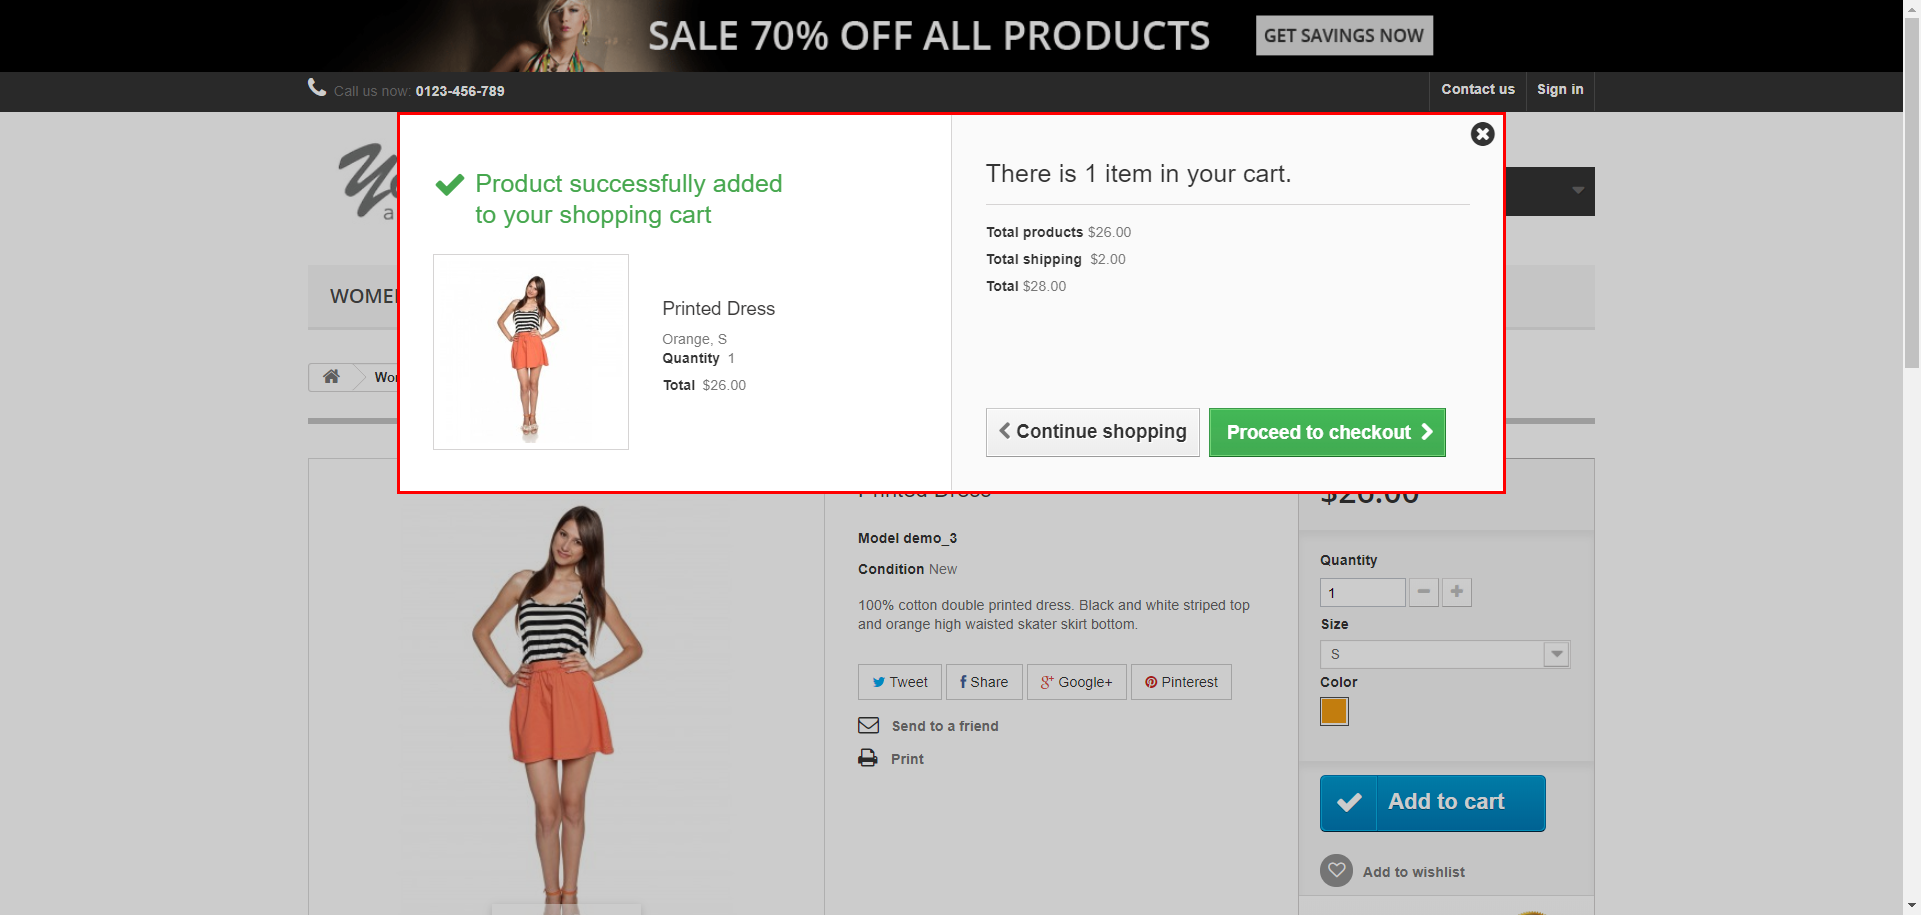 SALE 70% OFF ALL PRODUCTS
GET SAVINGS NOW
Call us now: 0123-456-789
Contact us
Sign in
Product successfully added
to your shopping cart
Printed Dress
Orange, S
Quantity 1
Total $26.00
There is 1 item in your cart.
Total products $26.00
Total shipping $2.00
Total $28.00
Continue shopping
Proceed to checkout
Model demo_3
Condition New
100% cotton double printed dress. Black and white striped top
and orange high waisted skater skirt bottom.
Tweet
Share
Google+
Pinterest
Send to a friend
Print
$26.00
Quantity
1
Size
S
Color
Add to cart
Add to wishlist